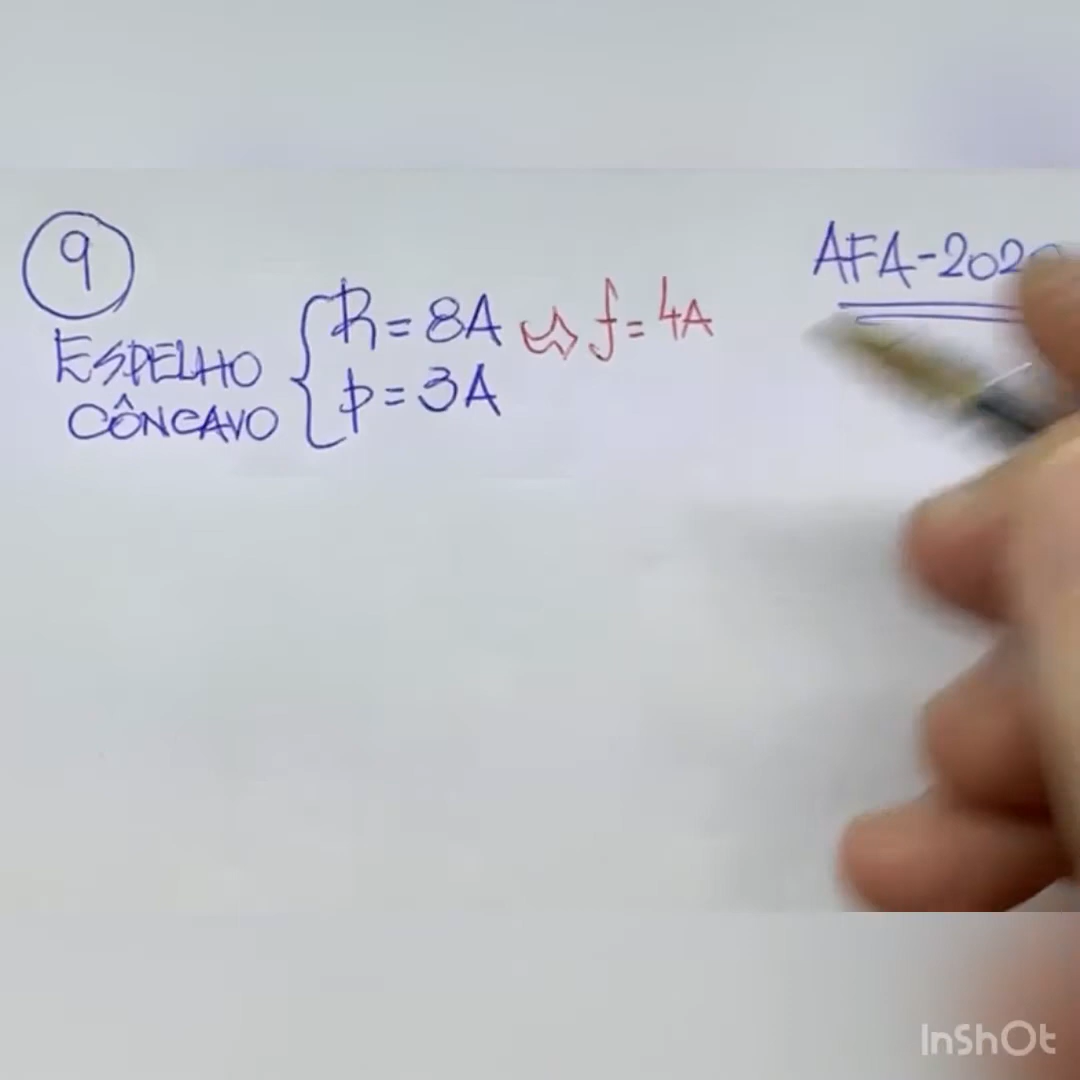 9
AFA-202
ESPELHO
CÔNCAVO
R = 8A ⇝ f = 4A
p = 3A
InShOt